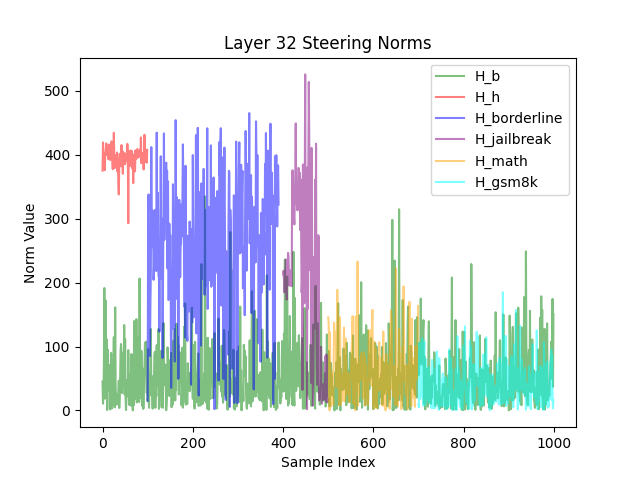 Layer 32 Steering Norms
Norm Value
500
400
300
200
100
0
H_b
H_h
H_borderline
H_jailbreak
H_math
H_gsm8k
0 200 400 600 800 1000
Sample Index